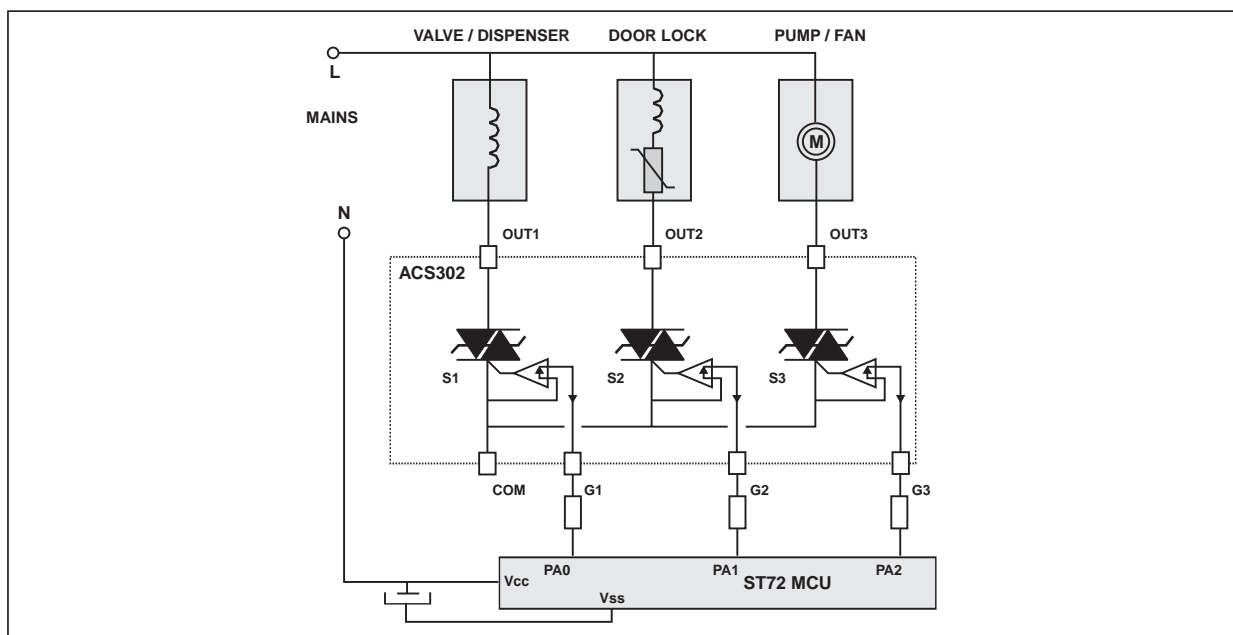 VALVE / DISPENSER DOOR LOCK PUMP / FAN
L
MAINS
M
N
OUT1 OUT2 OUT3
ACS302
S1 S2 S3
COM G1 G2 G3
PA0 PA1 PA2
Vcc ST72 MCU
Vss